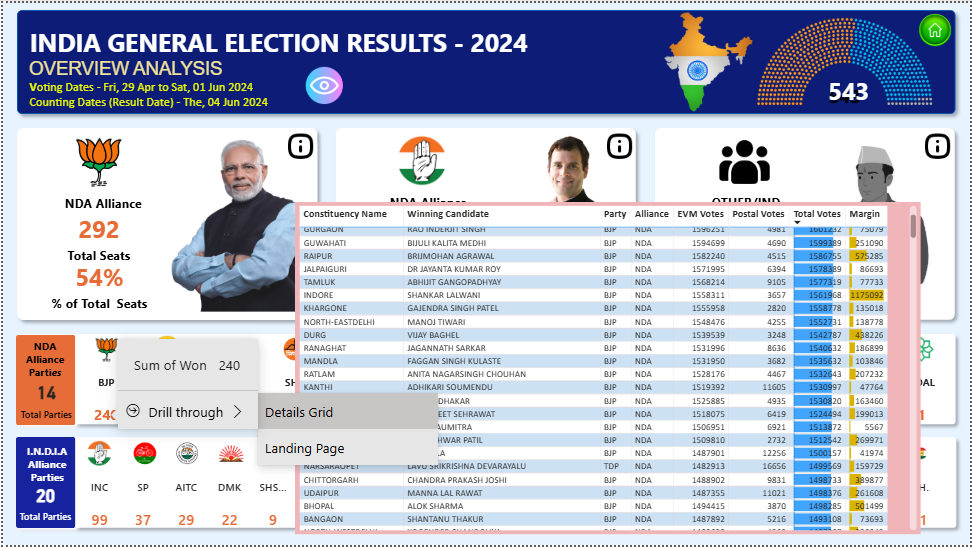 INDIA GENERAL ELECTION RESULTS - 2024
OVERVIEW ANALYSIS
Voting Dates - Fri, 29 Apr to Sat, 01 Jun 2024
Counting Dates (Result Date) - The, 04 Jun 2024
543
NDA Alliance
292
Total Seats
54%
% of Total Seats
NDA Alliance
OTHER/IND
Constituency Name Winning Candidate Party Alliance EVM Votes Postal Votes Total Votes Margin
GURGAON RAO INDERJIT SINGH BJP NDA 1596251 4981 1601232 75079
GUWAHATI BIJULI KALITA MEDHI BJP NDA 1594699 4690 1599389 251090
RAIPUR BRIJMOHAN AGRAWAL BJP NDA 1582240 4515 1586755 575285
JALPAIGURI DR JAYANTA KUMAR ROY BJP NDA 1571995 6394 1578389 86693
TAMLUK ABHIJIT GANGOPADHYAY BJP NDA 1568214 9105 1577319 77733
INDORE SHANKAR LALWANI BJP NDA 1558311 3657 1561968 1175092
KHARGONE GAJENDRA SINGH PATEL BJP NDA 1555958 2820 1558778 135018
NORTH-EASTDELHI MANOJ TIWARI BJP NDA 1548476 4255 1552731 138778
DURG VIJAY BAGHEL BJP NDA 1539539 3248 1542787 438226
RANAGHAT JAGANNATH SARKAR BJP NDA 1531996 8636 1540632 186899
MANDLA FAGGAN SINGH KULASTE BJP NDA 1531950 3682 1535632 103846
RATLAM ANITA NAGARSINGH CHOUHAN BJP NDA 1528176 4467 1532643 207232
KANTHI ADHIKARI SOUMENDU BJP NDA 1519392 11605 1530997 47764
DHAKAR BJP NDA 1525885 4935 1530820 163460
EET SEHRAWAT BJP NDA 1518075 6419 1524494 199013
AUMITRA BJP NDA 1506951 6921 1513872 5567
HWAR PATIL BJP NDA 1509810 2732 1512542 269971
LA BJP NDA 1487901 12256 1500157 41974
NARSARAOPET LAVU SRIKRISHNA DEVARAYALU TDP NDA 1482913 16656 1499569 159729
CHITTORGARH CHANDRA PRAKASH JOSHI BJP NDA 1488902 9831 1498733 389877
UDAIPUR MANNA LAL RAWAT BJP NDA 1487355 11021 1498376 261608
BHOPAL ALOK SHARMA BJP NDA 1494415 3870 1498285 501499
BANGAON SHANTANU THAKUR BJP NDA 1487892 5216 1493108 73693
NDA
Alliance
Parties
14
Total Parties
BJP
240
SH
Sum of Won 240
Drill through
Details Grid
Landing Page
DAL
1
I.N.D.I.A
Alliance
Parties
20
Total Parties
INC SP AITC DMK SHS...
99 37 29 22 9
H..
1